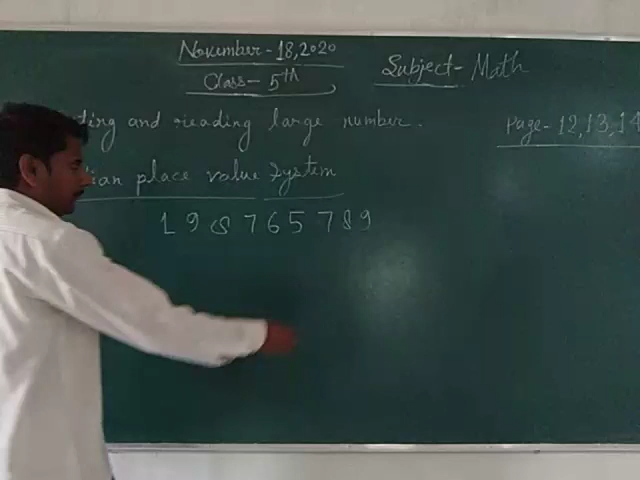 November-18,2020
Class- 5th
Subject- Math
and reading large number.
Page-12,13,14
place value System
1 9 8 7 6 5 7 8 9